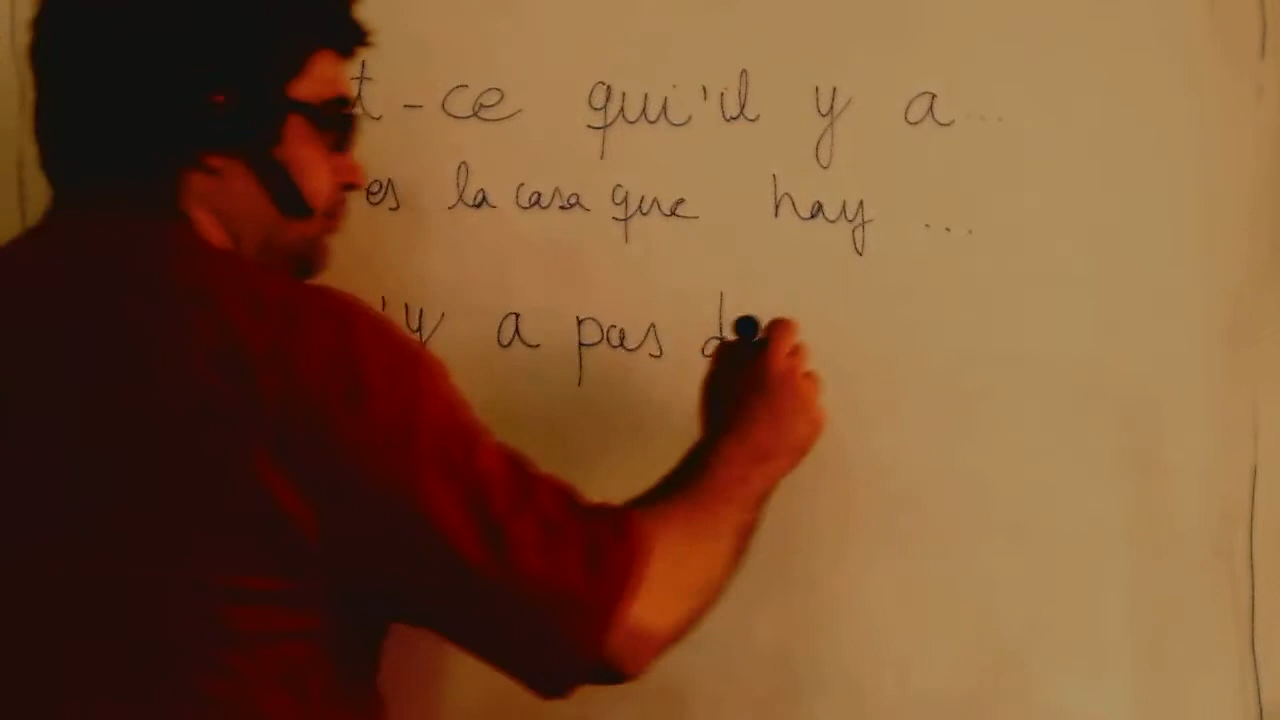 t-ce qui'il y a...
es la casa que hay ...
'y a pas d